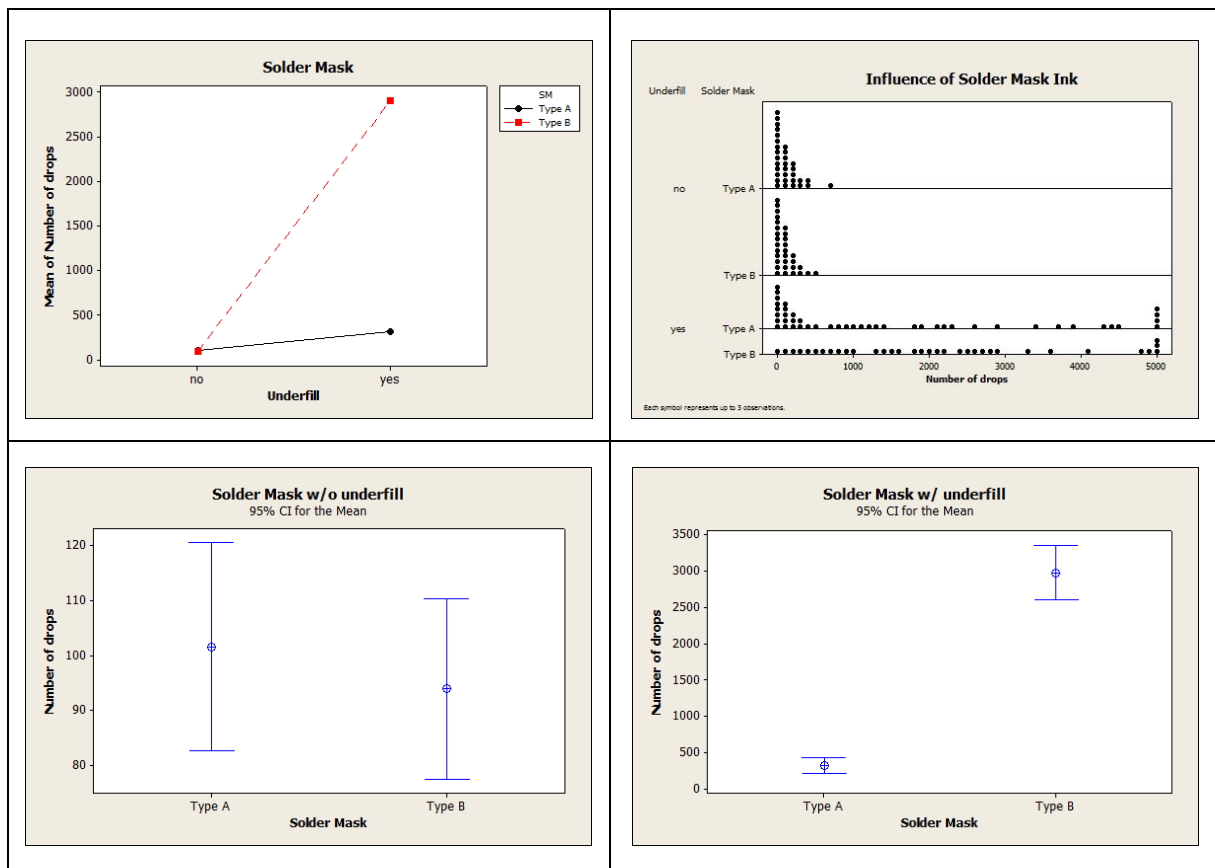 Solder Mask
3000
2500
2000
1500
1000
500
0
Mean of Number of drops
no yes
Underfill
SM
Type A
Type B
Influence of Solder Mask Ink
Underfill Solder Mask
no Type A
Type B
yes Type A
Type B
0 1000 2000 3000 4000 5000
Number of drops
Each symbol represents up to 5 observations.
Solder Mask w/o underfill
95% CI for the Mean
120
110
100
90
80
Number of drops
Type A Type B
Solder Mask
Solder Mask w/ underfill
95% CI for the Mean
3500
3000
2500
2000
1500
1000
500
0
Number of drops
Type A Type B
Solder Mask